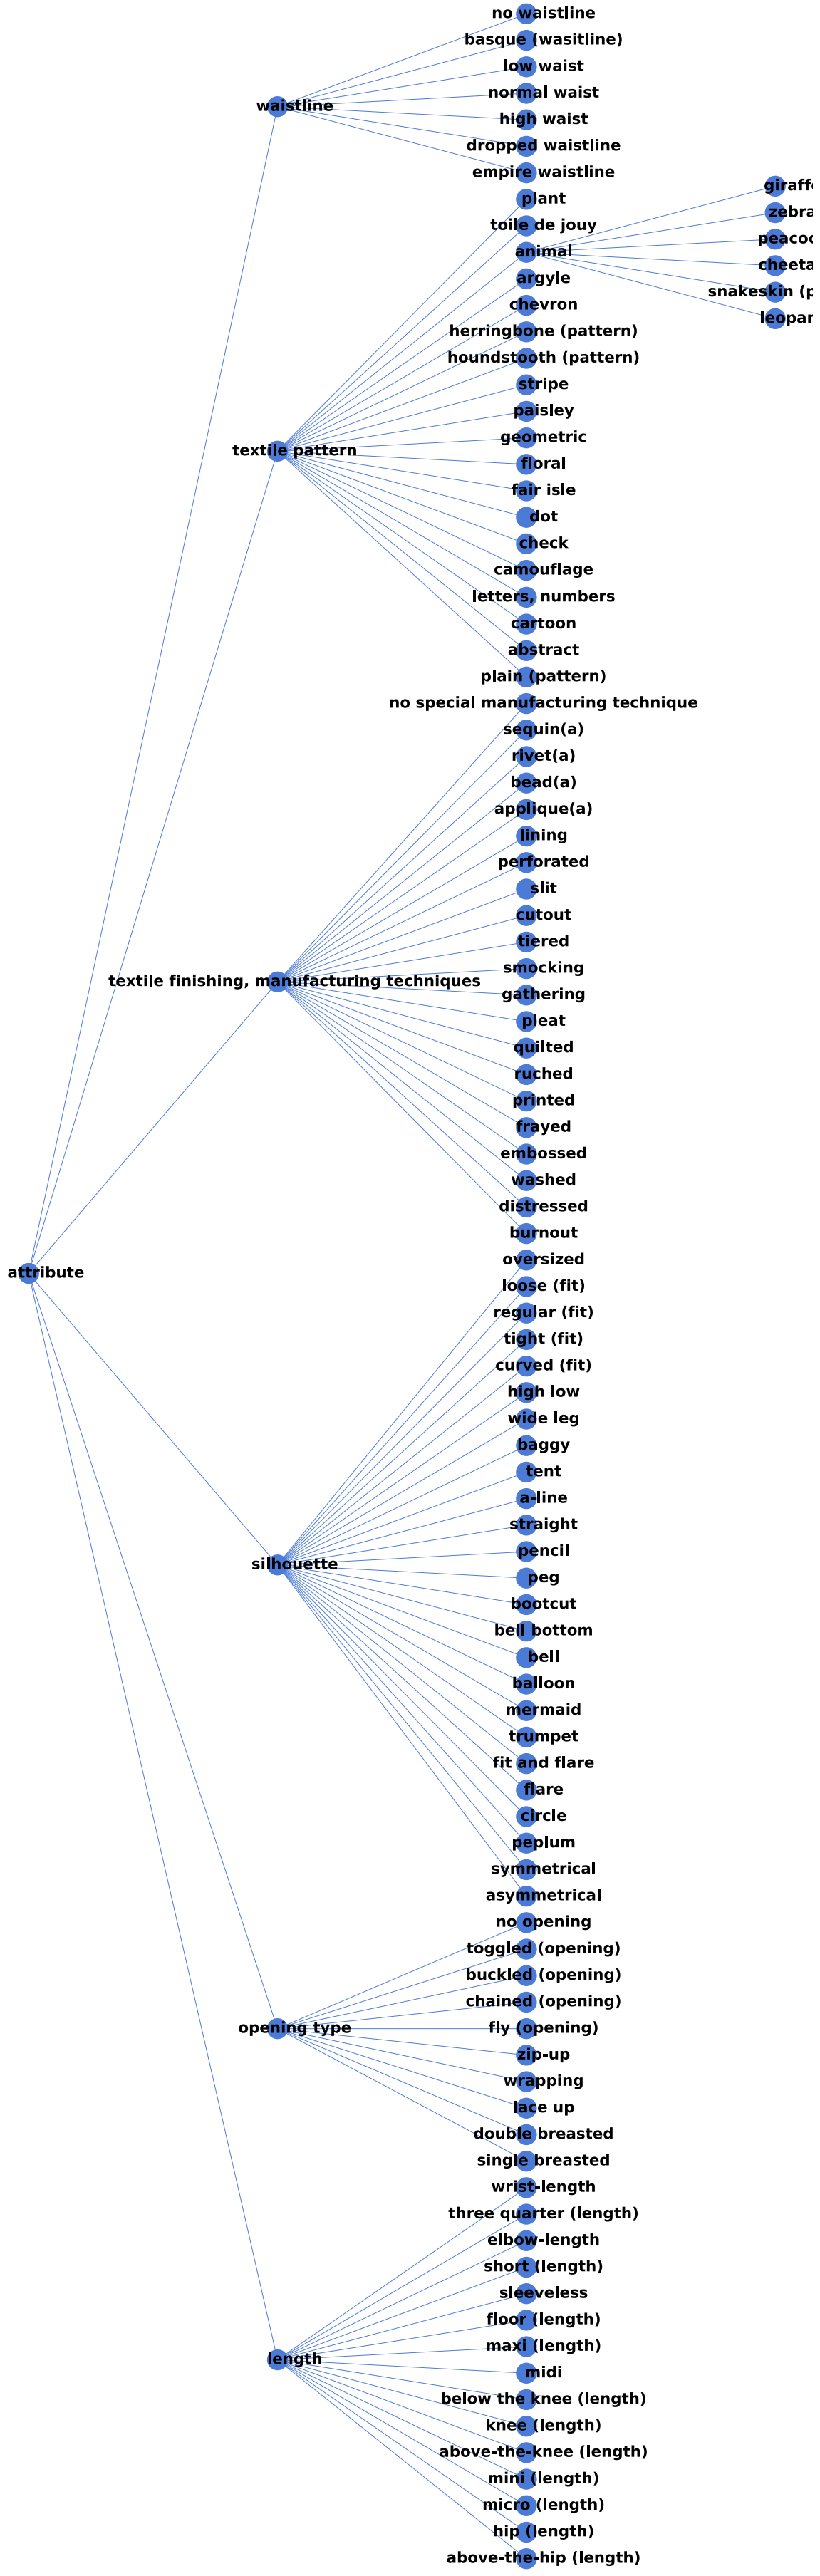 no waistline
basque (wasitline)
low waist
normal waist
waistline
high waist
dropped waistline
empire waistline
giraffe
plant
zebra
toile de jouy
peacoc
animal
cheeta
argyle
snakeskin (p
chevron
leopar
herringbone (pattern)
houndstooth (pattern)
stripe
paisley
geometric
textile pattern
floral
fair isle
dot
check
camouflage
letters, numbers
cartoon
abstract
plain (pattern)
no special manufacturing technique
sequin(a)
rivet(a)
bead(a)
applique(a)
lining
perforated
slit
cutout
tiered
smocking
textile finishing, manufacturing techniques
gathering
pleat
quilted
ruched
printed
frayed
embossed
washed
distressed
burnout
oversized
attribute
loose (fit)
regular (fit)
tight (fit)
curved (fit)
high low
wide leg
baggy
tent
a-line
straight
pencil
silhouette
peg
bootcut
bell bottom
bell
balloon
mermaid
trumpet
fit and flare
flare
circle
peplum
symmetrical
asymmetrical
no opening
toggled (opening)
buckled (opening)
chained (opening)
opening type
fly (opening)
zip-up
wrapping
lace up
double breasted
single breasted
wrist-length
three quarter (length)
elbow-length
short (length)
sleeveless
floor (length)
maxi (length)
length
midi
below the knee (length)
knee (length)
above-the-knee (length)
mini (length)
micro (length)
hip (length)
above-the-hip (length)